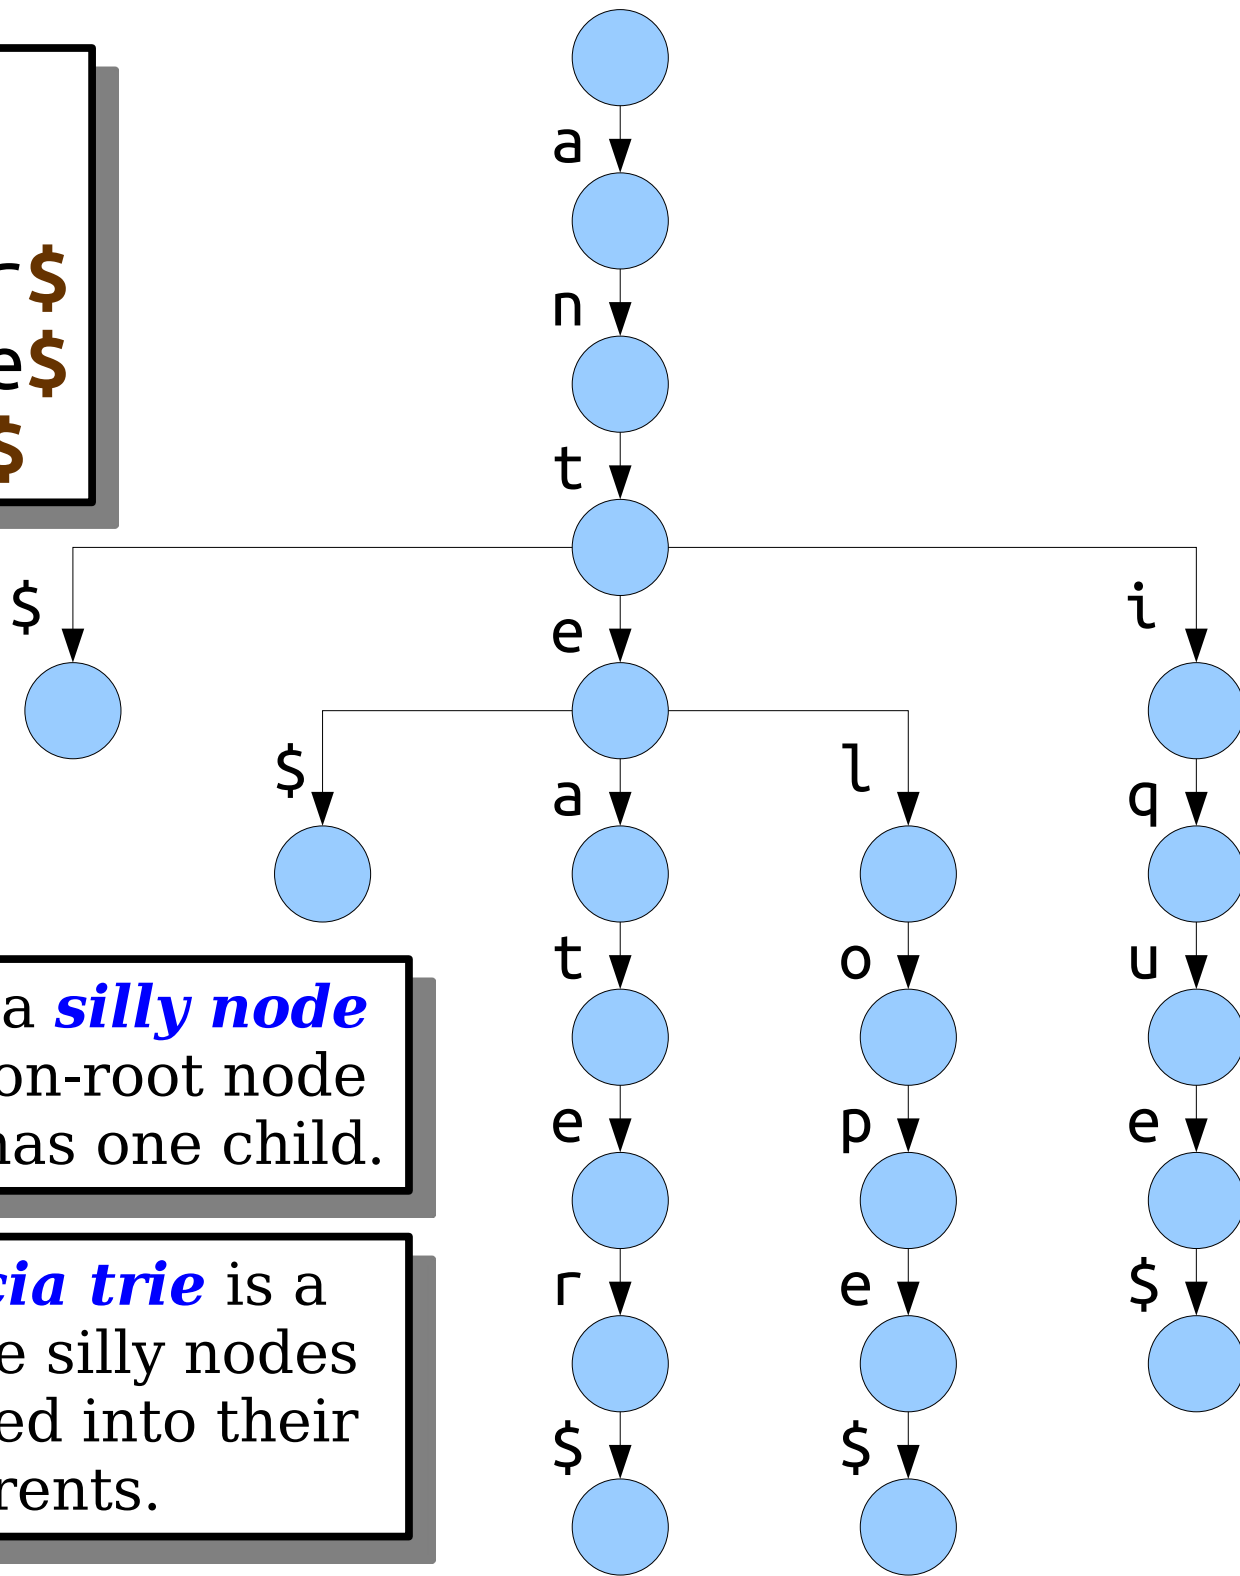 a
n
r$
e$
$
t
$
e
i
$
a
l
q
t
o
u
a silly node
on-root node
has one child.
e
p
e
cia trie is a
e silly nodes
ed into their
rents.
r
e
$
$
$